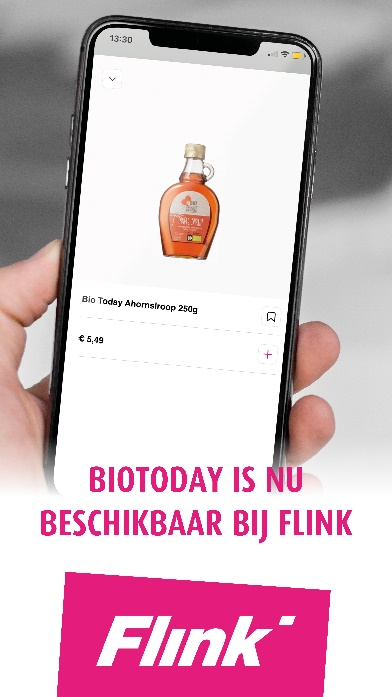 13:30
Bio Today Ahornsiroop 250g
€ 5,49
BIOTODAY IS NU
BESCHIKBAAR BIJ FLINK
Flink